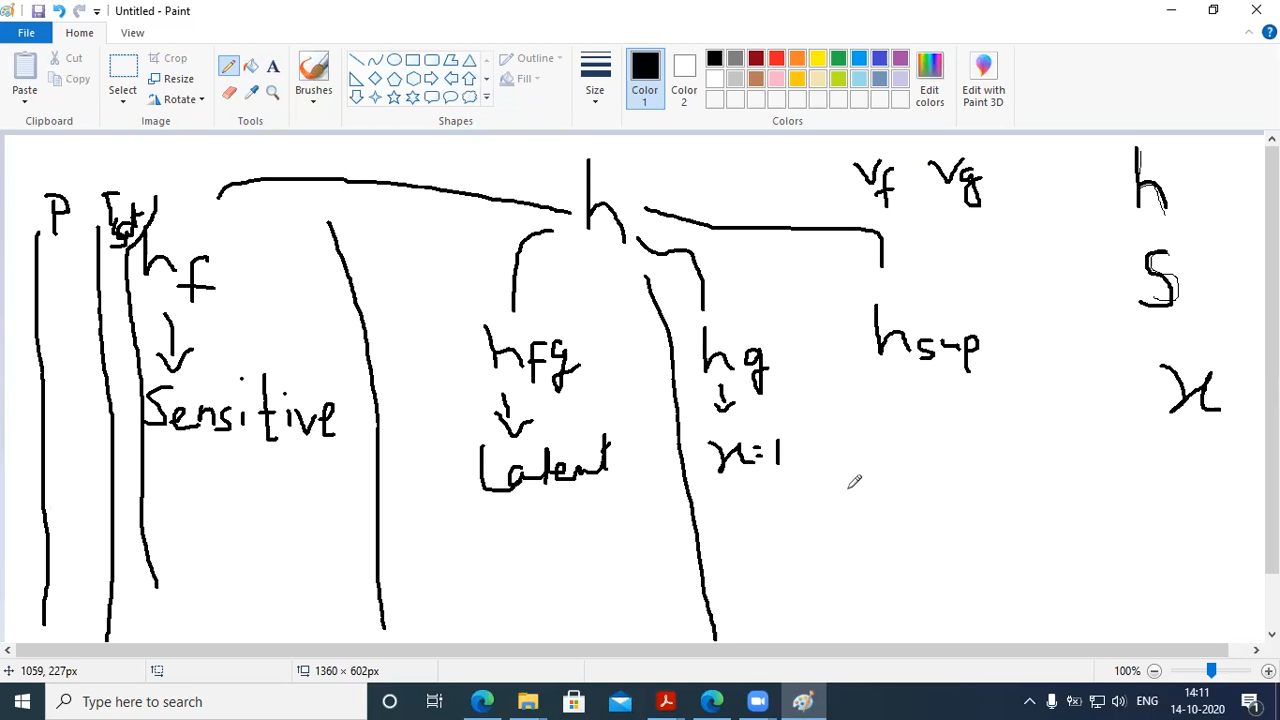 Untitled - Paint
File Home View
Paste
Cut
Copy
Clipboard
Select
Crop
Resize
Rotate
Image
Tools
Brushes
Shapes
Outline
Fill
Size
Color 1
Color 2
Colors
Edit colors
Edit with Paint 3D
P Tsat h vf vg h
hf s
hfg hg hsup
Sensitive x
Latent x=1
1059, 227px
1360 × 602px
100%
Type here to search
ENG
14:11
14-10-2020
1